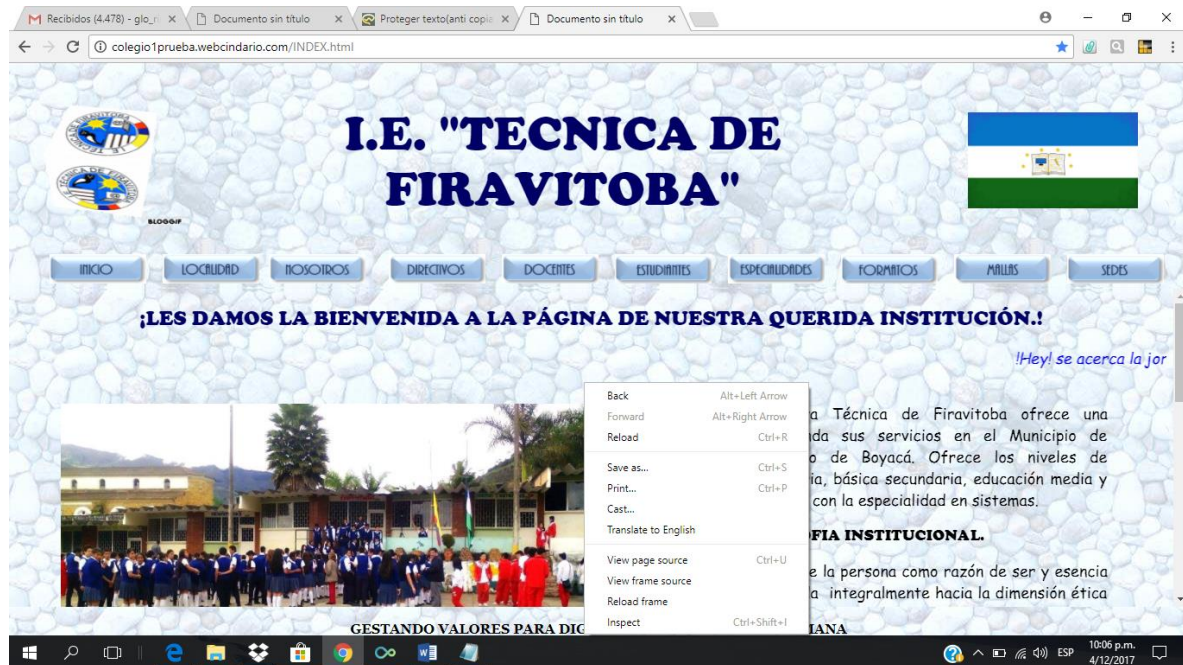 Recibidos (4.478) - glo_r
Documento sin título
Proteger texto(anti copia
Documento sin título
colegio1prueba.webcindario.com/INDEX.html
I.E. "TECNICA DE
FIRAVITOBA"
BLOGGIF
INICIO
LOCALIDAD
NOSOTROS
DIRECTIVOS
DOCENTES
ESTUDIANTES
ESPECIALIDADES
FORMATOS
MALLAS
SEDES
¡LES DAMOS LA BIENVENIDA A LA PÁGINA DE NUESTRA QUERIDA INSTITUCIÓN.!
!Hey! se acerca la jor
Técnica de Firavitoba ofrece una
sus servicios en el Municipio de
de Boyacá. Ofrece los niveles de
básica secundaria, educación media y
con la especialidad en sistemas.
INSTITUCIONAL.
e la persona como razón de ser y esencia
integralmente hacia la dimensión ética
GESTANDO VALORES PARA
Back Alt+Left Arrow
Forward Alt+Right Arrow
Reload Ctrl+R
Save as... Ctrl+S
Print... Ctrl+P
Cast...
Translate to English
View page source Ctrl+U
View frame source
Reload frame
Inspect Ctrl+Shift+I
ESP
10:06 p.m.
4/12/2017